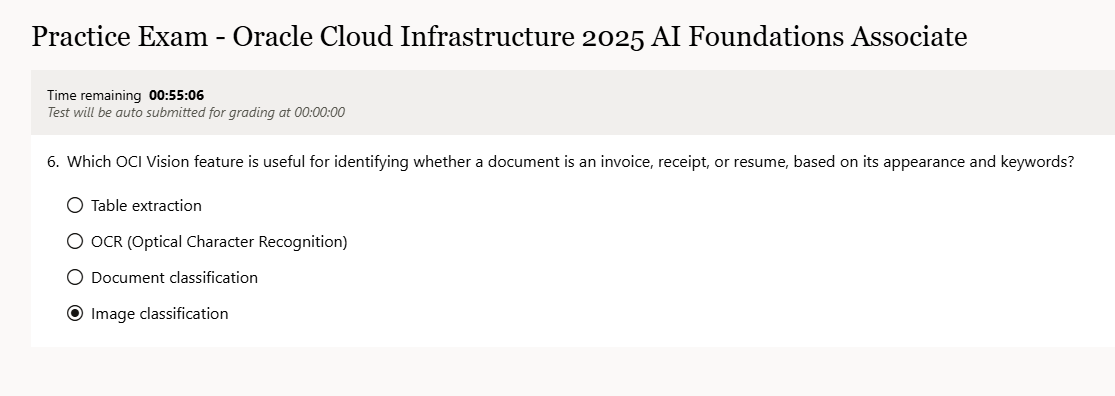 Practice Exam - Oracle Cloud Infrastructure 2025 AI Foundations Associate
Time remaining 00:55:06
Test will be auto submitted for grading at 00:00:00
6. Which OCI Vision feature is useful for identifying whether a document is an invoice, receipt, or resume, based on its appearance and keywords?
Table extraction
OCR (Optical Character Recognition)
Document classification
Image classification